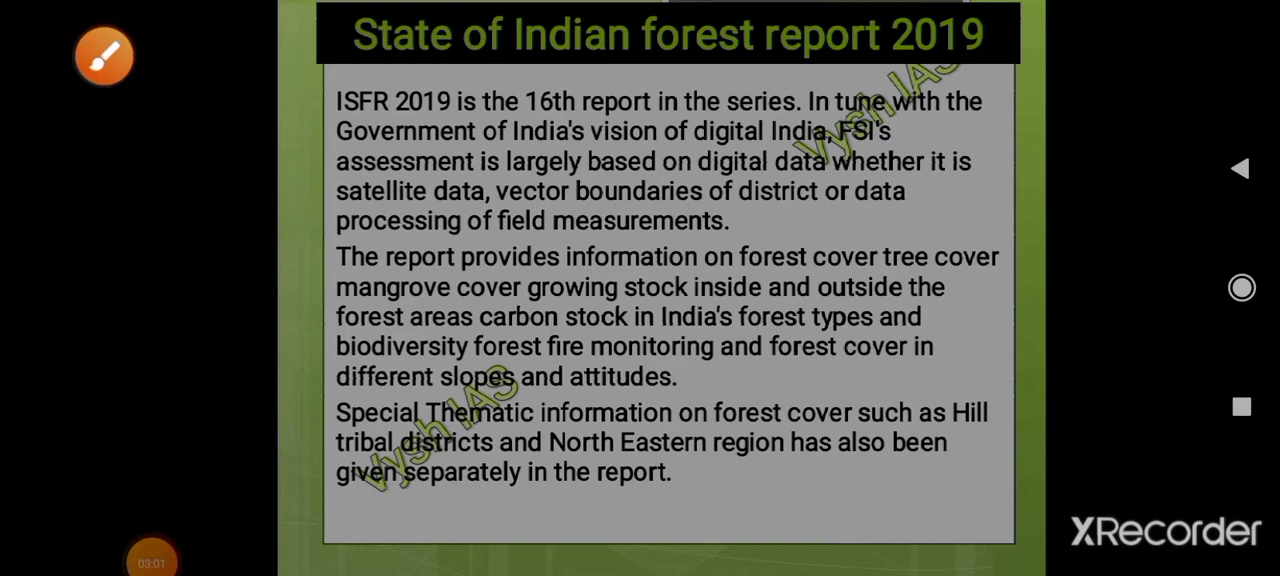 State of Indian forest report 2019
ISFR 2019 is the 16th report in the series. In tune with the
Government of India's vision of digital India, FSI's
assessment is largely based on digital data whether it is
satellite data, vector boundaries of district or data
processing of field measurements.
The report provides information on forest cover tree cover
mangrove cover growing stock inside and outside the
forest areas carbon stock in India's forest types and
biodiversity forest fire monitoring and forest cover in
different slopes and attitudes.
Special Thematic information on forest cover such as Hill
tribal districts and North Eastern region has also been
given separately in the report.
Vysh IAS
Vysh IAS
03:01
XRecorder